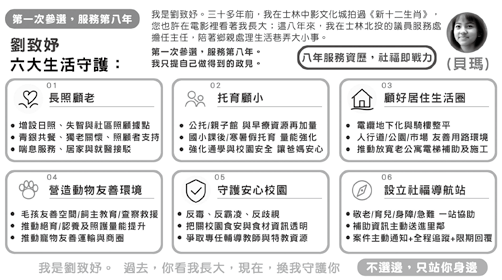 第一次參選，服務第八年
我是劉致妤。三十多年前，我在士林中影文化城拍過《新十二生肖》，
您也許在電影裡看著我長大；這八年來，我在士林北投的議員服務處
擔任主任，陪著鄉親處理生活巷弄大小事。
劉致妤
六大生活守護：
第一次參選，服務第八年。
我只提自己做得到的政見。
八年服務資歷，社福即戰力
(貝瑪)
01
長照顧老
增設日照、失智與社區照顧據點
青銀共餐、獨老關懷、照顧者支持
喘息服務、居家與就醫接駁
02
托育顧小
公托/親子館 與早療資源再加量
國小課後/寒暑假托育 量能強化
強化通學與校園安全 讓爸媽安心
03
顧好居住生活圈
電纜地下化與騎樓整平
人行道/公園/市場 友善用路環境
推動放寬老公寓電梯補助及施工
04
營造動物友善環境
毛孩友善空間/飼主教育/查察救援
推動絕育/認養及照護量能提升
推動寵物友善運輸與商圈
05
守護安心校園
反毒、反霸凌、反歧視
把關校園食安與食材資訊透明
爭取專任輔導教師與特教資源
06
設立社福導航站
敬老/育兒/身障/急難 一站協助
補助資訊主動送進里鄰
案件主動通知+全程追蹤+限期回覆
我是劉致妤。 過去，你看我長大，現在，換我守護你
不選邊，只站你身邊